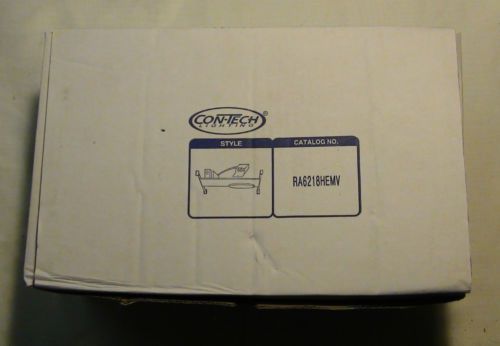 CON-TECH®
LIGHTING
STYLE CATALOG NO.
RA6218HEMV